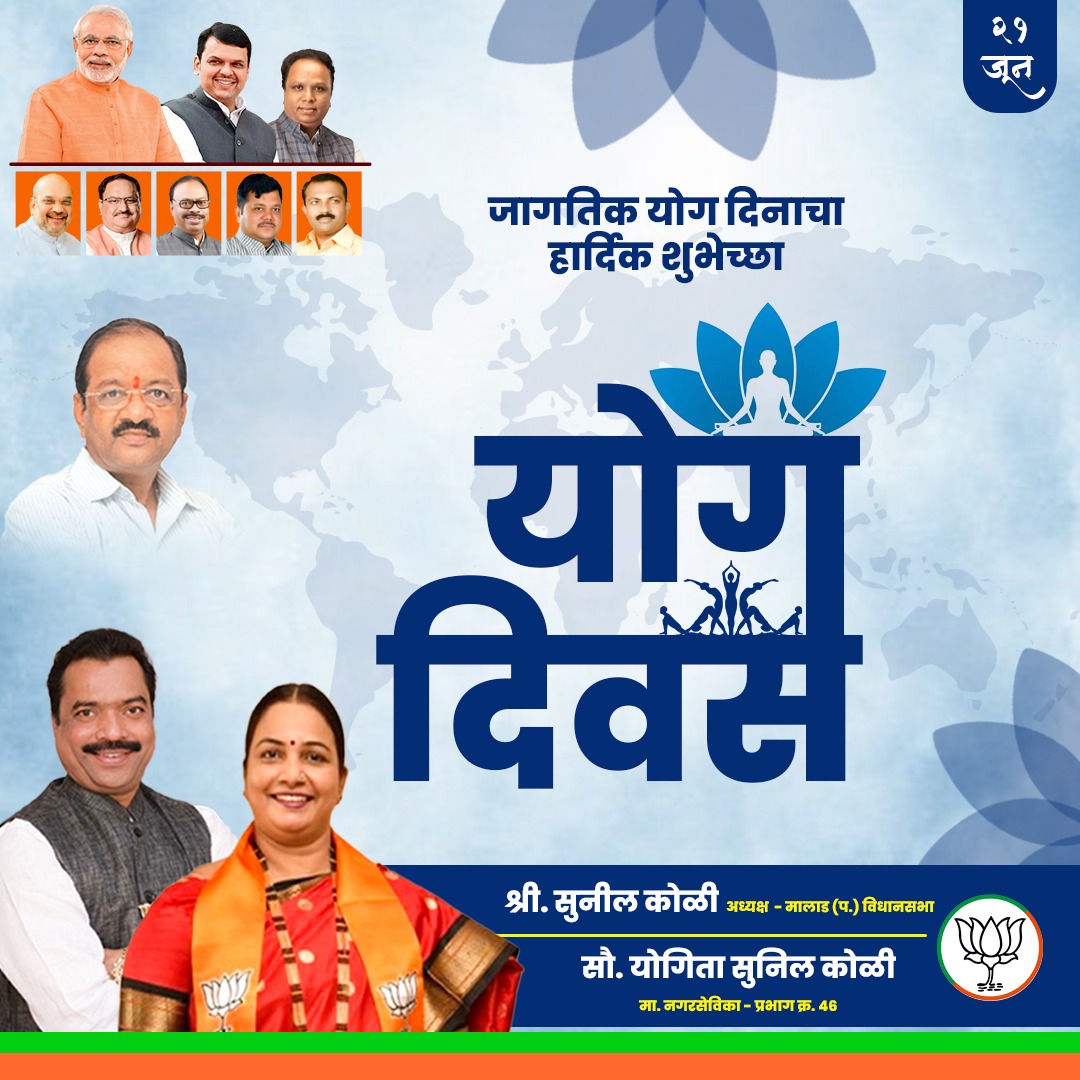 २१
जून
जागतिक योग दिनाचा
हार्दिक शुभेच्छा
योग
दिवस
श्री. सुनील कोळी अध्यक्ष - मालाड (प.) विधानसभा
सौ. योगिता सुनिल कोळी
मा. नगरसेविका - प्रभाग क्र. 46